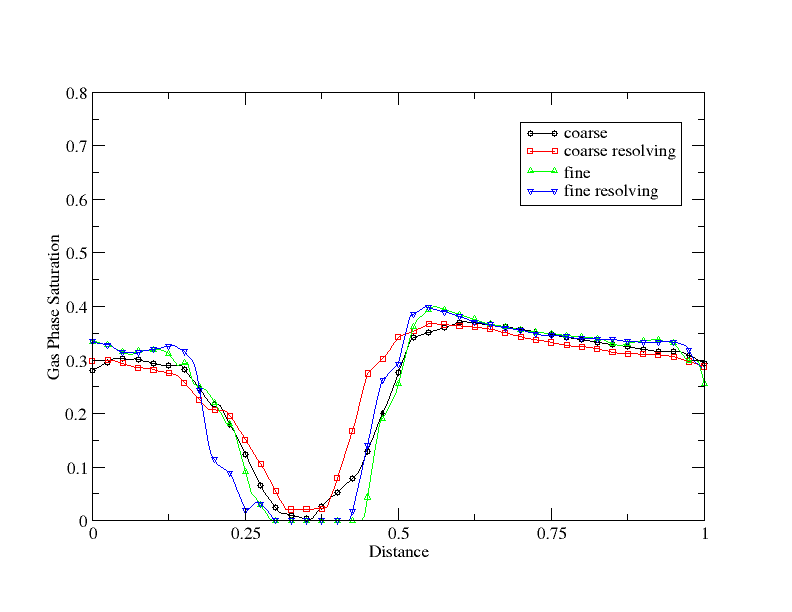 0.8
0.7
0.6
0.5
0.4
0.3
0.2
0.1
0
Gas Phase Saturation
coarse
coarse resolving
fine
fine resolving
0 0.25 0.5 0.75 1
Distance